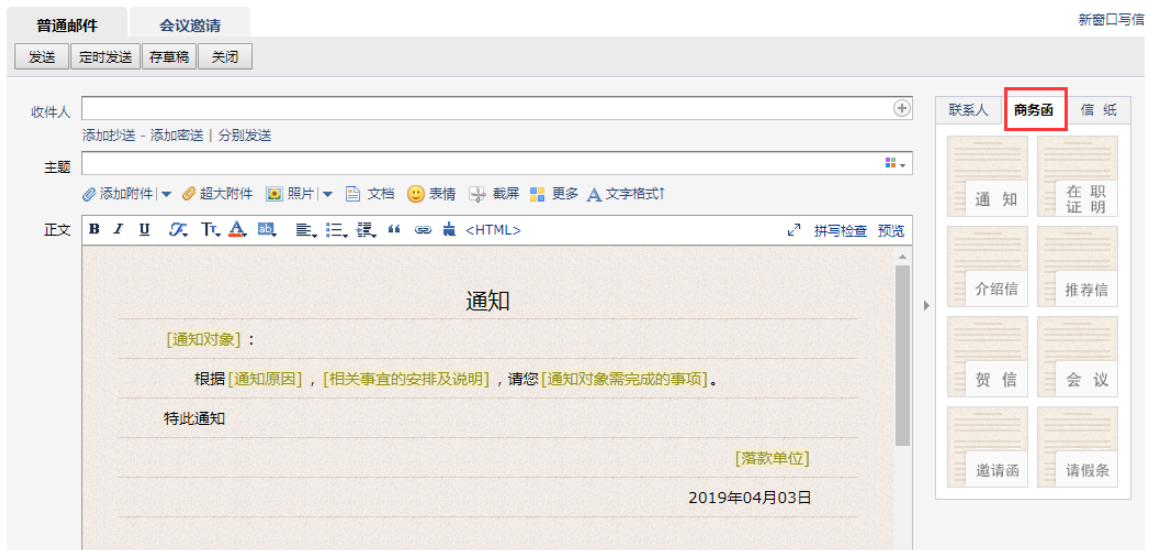 普通邮件 会议邀请 新窗口写信
发送 定时发送 存草稿 关闭
收件人
联系人 商务函 信 纸
添加抄送 - 添加密送 | 分别发送
主题
添加附件 | 超大附件 照片 | 文档 表情 截屏 更多 A 文字格式↑
正文 B I U <HTML> 拼写检查 预览
通知
[通知对象]：
根据[通知原因]，[相关事宜的安排及说明]，请您[通知对象需完成的事项]。
特此通知
[落款单位]
2019年04月03日
通 知
在 职
证 明
介绍信
推荐信
贺 信
会 议
邀请函
请假条